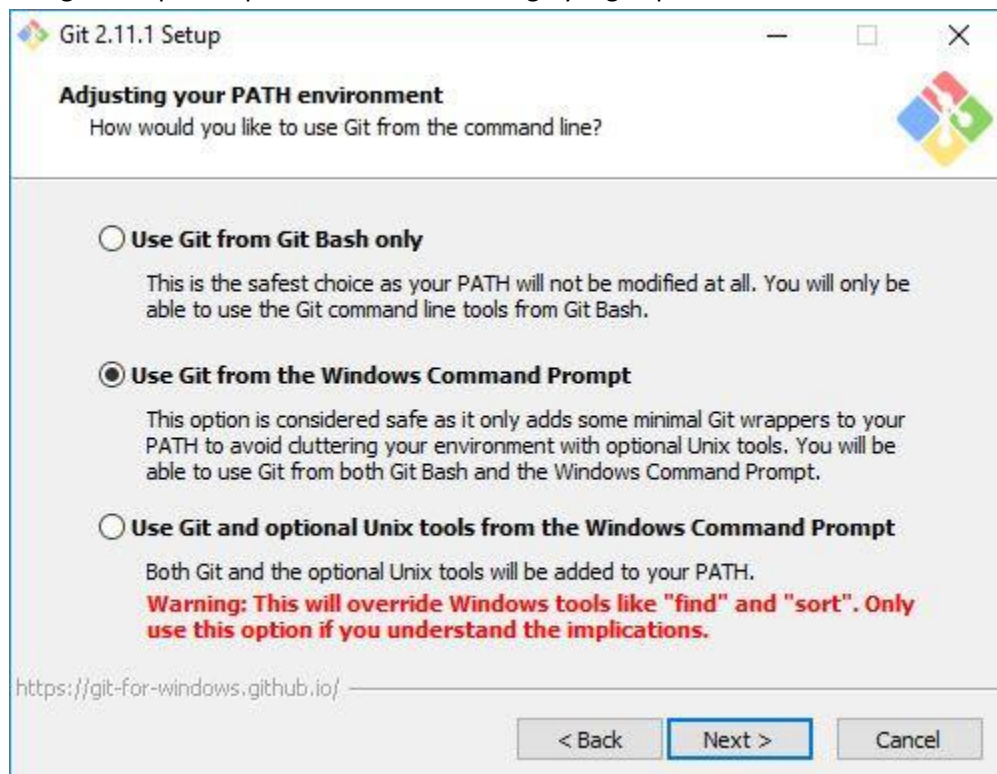 Git 2.11.1 Setup
Adjusting your PATH environment
How would you like to use Git from the command line?
Use Git from Git Bash only
This is the safest choice as your PATH will not be modified at all. You will only be
able to use the Git command line tools from Git Bash.
Use Git from the Windows Command Prompt
This option is considered safe as it only adds some minimal Git wrappers to your
PATH to avoid cluttering your environment with optional Unix tools. You will be
able to use Git from both Git Bash and the Windows Command Prompt.
Use Git and optional Unix tools from the Windows Command Prompt
Both Git and the optional Unix tools will be added to your PATH.
Warning: This will override Windows tools like "find" and "sort". Only
use this option if you understand the implications.
https://git-for-windows.github.io/
< Back Next > Cancel